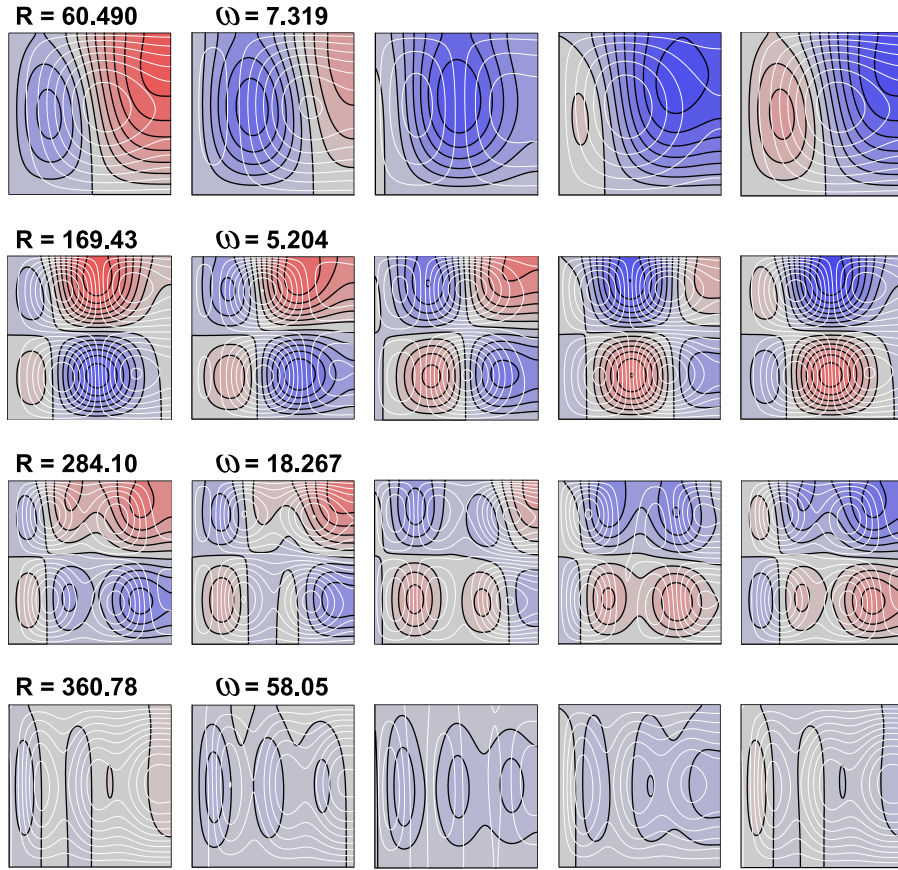 R = 60.490 ω = 7.319
R = 169.43 ω = 5.204
R = 284.10 ω = 18.267
R = 360.78 ω = 58.05